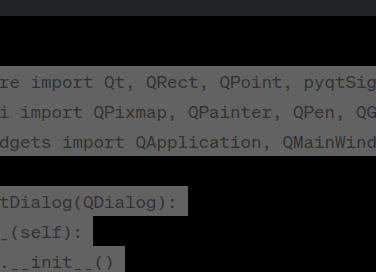 re import Qt, QRect, QPoint, pyqtSig
i import QPixmap, QPainter, QPen, QG
dgets import QApplication, QMainWind
tDialog(QDialog):
_(self):
.__init__()